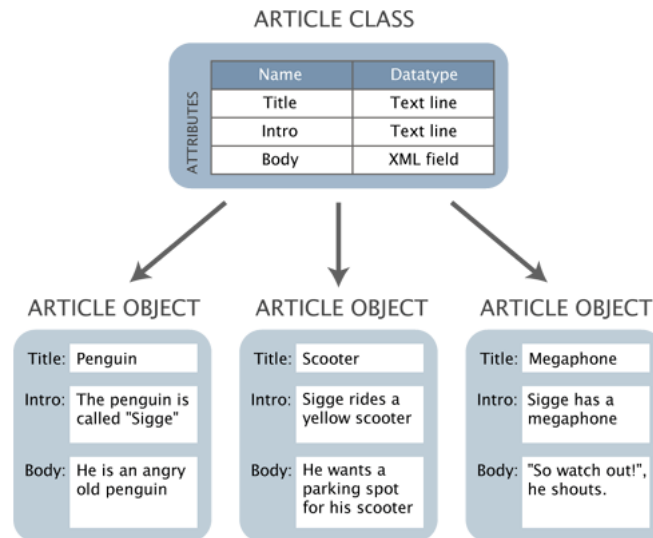 ARTICLE CLASS
ATTRIBUTES
Name Datatype
Title Text line
Intro Text line
Body XML field
ARTICLE OBJECT
Title: Penguin
Intro: The penguin is
called "Sigge"
Body: He is an angry
old penguin
ARTICLE OBJECT
Title: Scooter
Intro: Sigge rides a
yellow scooter
Body: He wants a
parking spot
for his scooter
ARTICLE OBJECT
Title: Megaphone
Intro: Sigge has a
megaphone
Body: "So watch out!",
he shouts.